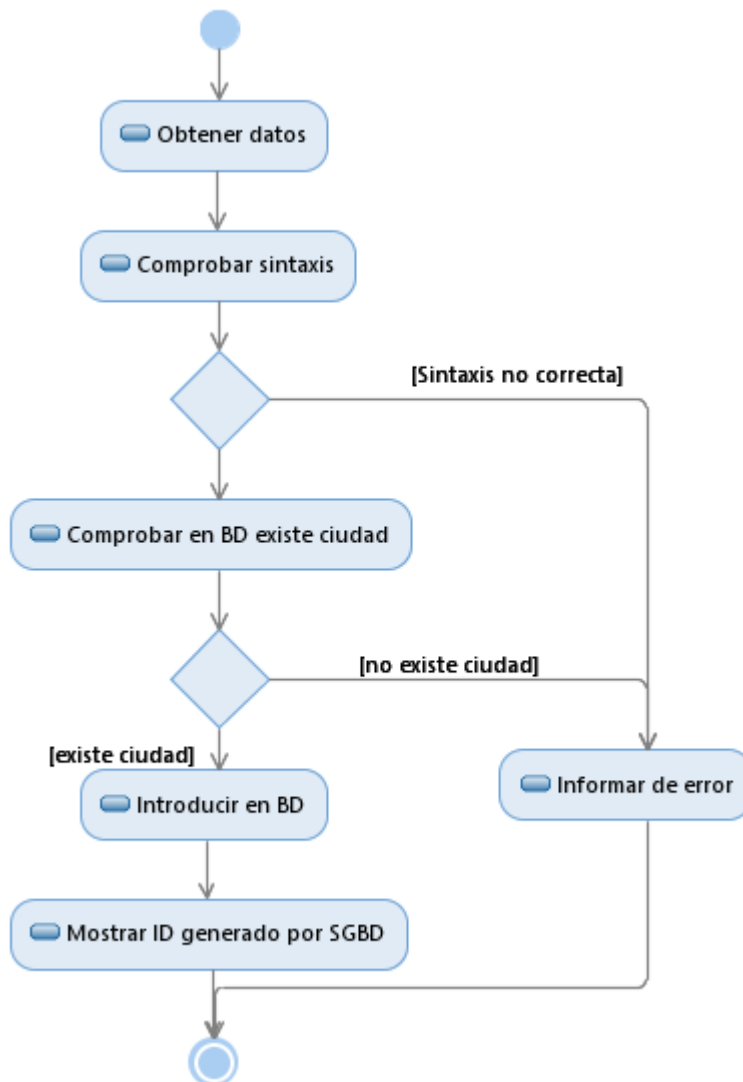 Obtener datos
Comprobar sintaxis
[Sintaxis no correcta]
Comprobar en BD existe ciudad
[no existe ciudad]
[existe ciudad]
Introducir en BD
Informar de error
Mostrar ID generado por SGBD